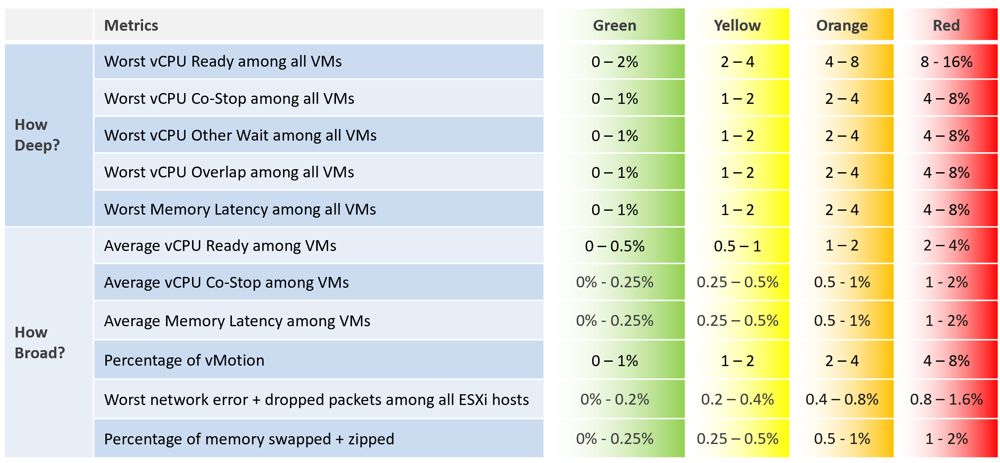 Metrics Green Yellow Orange Red
How
Deep?
Worst vCPU Ready among all VMs 0 – 2% 2 – 4 4 – 8 8 - 16%
Worst vCPU Co-Stop among all VMs 0 – 1% 1 – 2 2 – 4 4 – 8%
Worst vCPU Other Wait among all VMs 0 – 1% 1 – 2 2 – 4 4 – 8%
Worst vCPU Overlap among all VMs 0 – 1% 1 – 2 2 – 4 4 – 8%
Worst Memory Latency among all VMs 0 – 1% 1 – 2 2 – 4 4 – 8%
How
Broad?
Average vCPU Ready among VMs 0 – 0.5% 0.5 – 1 1 – 2 2 – 4%
Average vCPU Co-Stop among VMs 0% - 0.25% 0.25 – 0.5% 0.5 - 1% 1 - 2%
Average Memory Latency among VMs 0% - 0.25% 0.25 – 0.5% 0.5 - 1% 1 - 2%
Percentage of vMotion 0 – 1% 1 – 2 2 – 4 4 – 8%
Worst network error + dropped packets among all ESXi hosts 0% - 0.2% 0.2 – 0.4% 0.4 – 0.8% 0.8 – 1.6%
Percentage of memory swapped + zipped 0% - 0.25% 0.25 – 0.5% 0.5 - 1% 1 - 2%